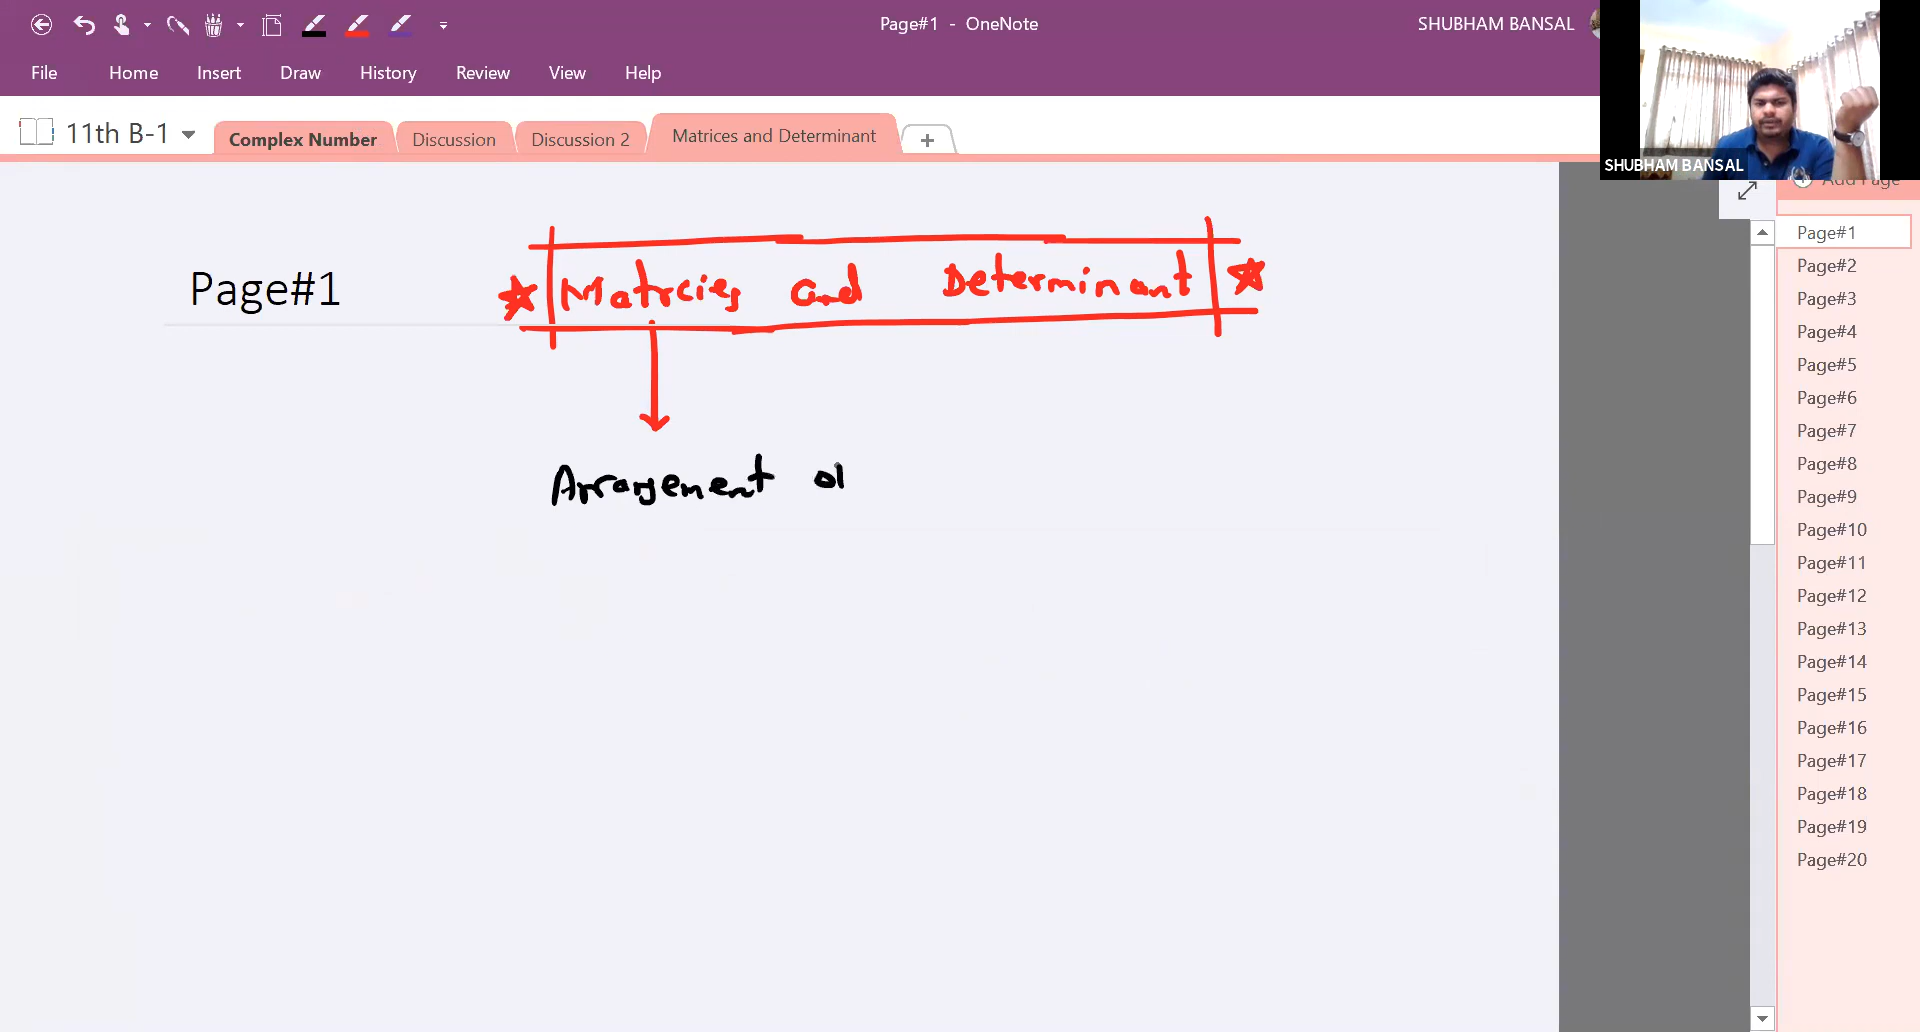 Page#1 - OneNote
SHUBHAM BANSAL
File Home Insert Draw History Review View Help
11th B-1 Complex Number Discussion Discussion 2 Matrices and Determinant +
SHUBHAM BANSAL
Add Page
Page#1
Matrcies and Determinant
Arrangement of
Page#1
Page#2
Page#3
Page#4
Page#5
Page#6
Page#7
Page#8
Page#9
Page#10
Page#11
Page#12
Page#13
Page#14
Page#15
Page#16
Page#17
Page#18
Page#19
Page#20